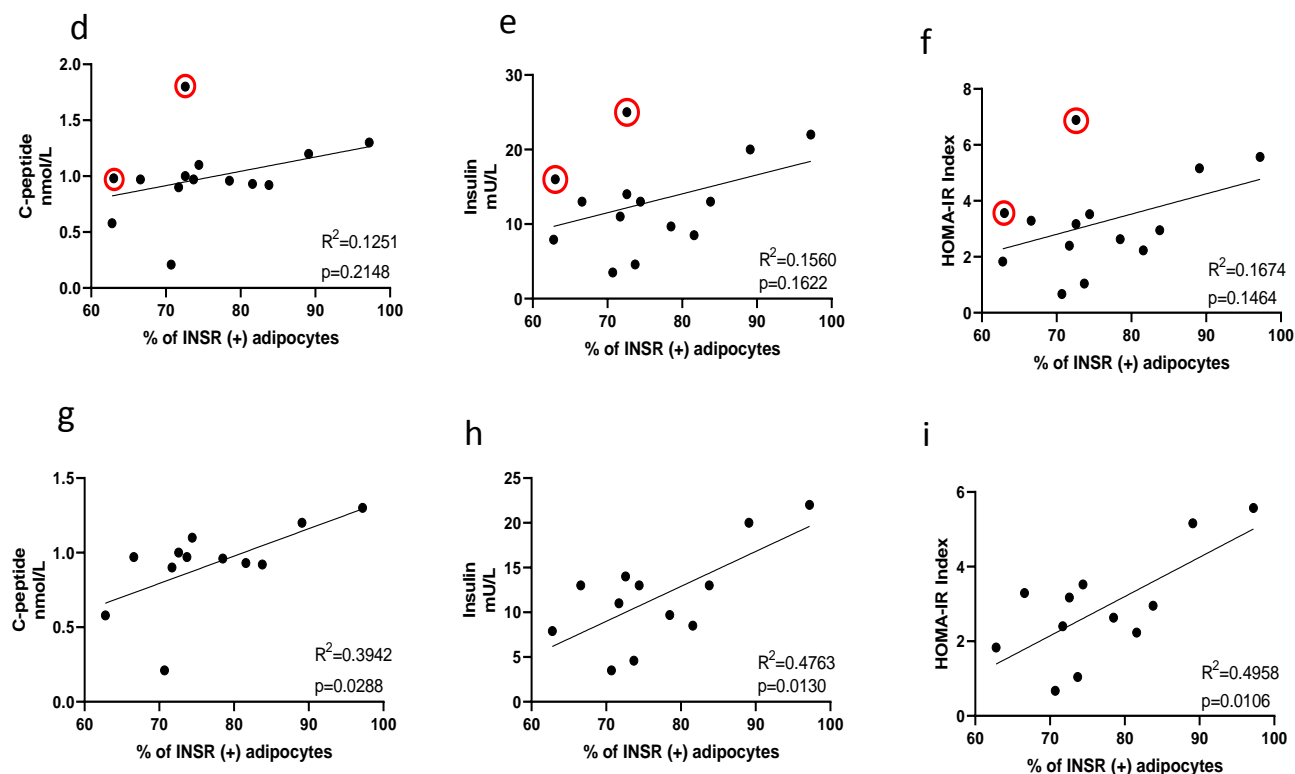 d
C-peptide
nmol/L
2.0
1.5
1.0
0.5
0.0
60 70 80 90 100
% of INSR (+) adipocytes
R²=0.1251
p=0.2148
e
Insulin
mU/L
30
20
10
0
60 70 80 90 100
% of INSR (+) adipocytes
R²=0.1560
p=0.1622
f
HOMA-IR Index
8
6
4
2
0
60 70 80 90 100
% of INSR (+) adipocytes
R²=0.1674
p=0.1464
g
C-peptide
nmol/L
1.5
1.0
0.5
0.0
60 70 80 90 100
% of INSR (+) adipocytes
R²=0.3942
p=0.0288
h
Insulin
mU/L
25
20
15
10
5
0
60 70 80 90 100
% of INSR (+) adipocytes
R²=0.4763
p=0.0130
i
HOMA-IR Index
6
4
2
0
60 70 80 90 100
% of INSR (+) adipocytes
R²=0.4958
p=0.0106